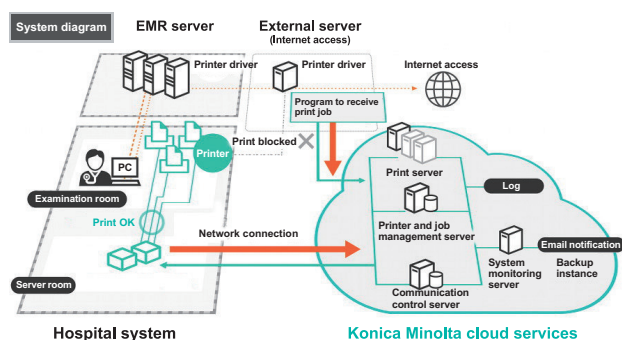 System diagram
EMR server
External server
(Internet access)
Printer driver
Printer driver
Internet access
Program to receive
print job
Print blocked
Printer
PC
Examination room
Print OK
Print server
Log
Printer and job
management server
Network connection
Email notification
System
monitoring
server
Backup
instance
Server room
Communication
control server
Hospital system
Konica Minolta cloud services